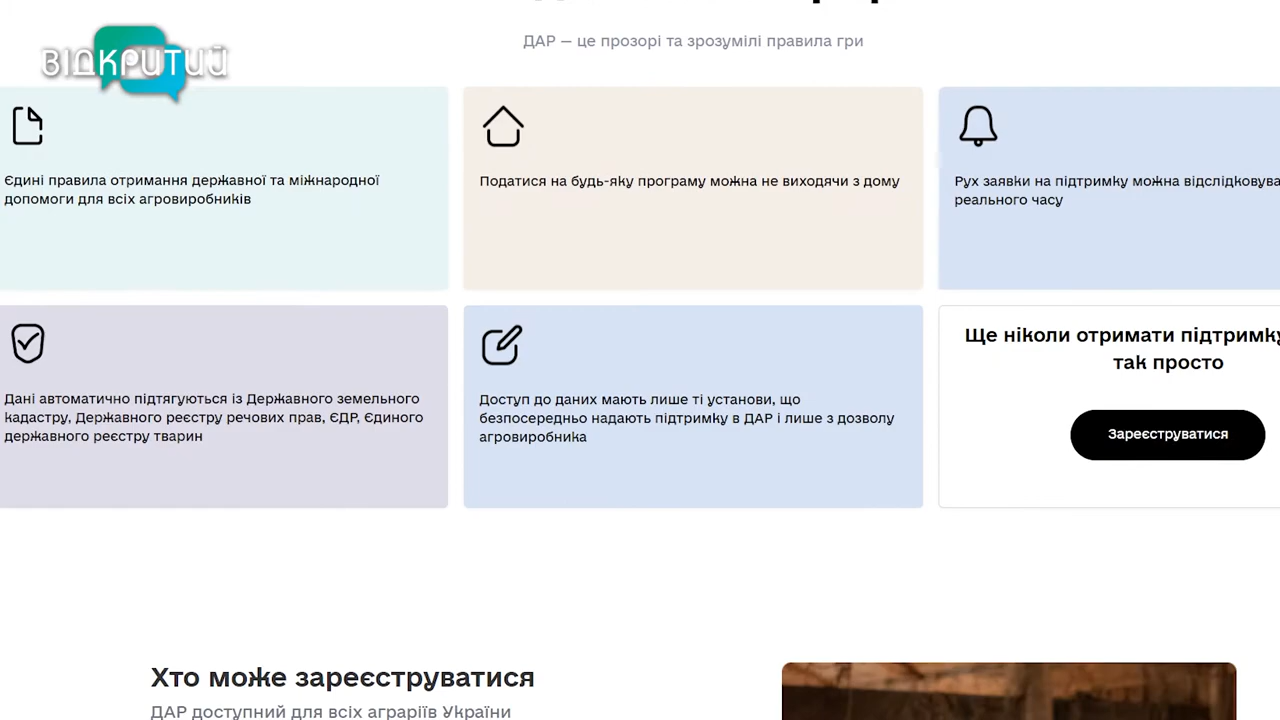 ВІДКРИТИЙ
ДАР — це прозорі та зрозумілі правила гри
Єдині правила отримання державної та міжнародної
допомоги для всіх агровиробників
Податися на будь-яку програму можна не виходячи з дому
Рух заявки на підтримку можна
реального часу
Дані автоматично підтягуються із Державного земельного
кадастру, Державного реєстру речових прав, ЄДР, Єдиного
державного реєстру тварин
Доступ до даних мають лише ті установи, що
безпосередньо надають підтримку в ДАР і лише з дозволу
агровиробника
Ще ніколи отримати підтримку
так просто
Зареєструватися
Хто може зареєструватися
ДАР доступний для всіх аграріїв України